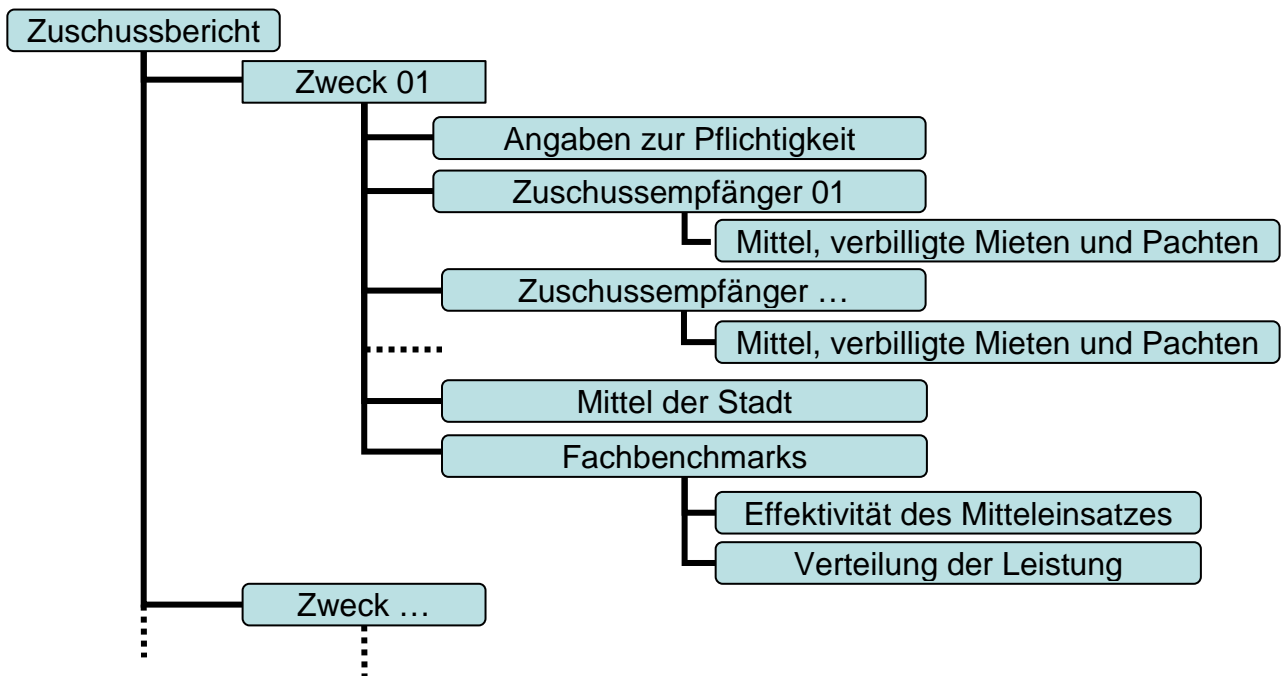 Zuschussbericht
Zweck 01
Angaben zur Pflichtigkeit
Zuschussempfänger 01
Mittel, verbilligte Mieten und Pachten
Zuschussempfänger …
Mittel, verbilligte Mieten und Pachten
Mittel der Stadt
Fachbenchmarks
Effektivität des Mitteleinsatzes
Verteilung der Leistung
Zweck …